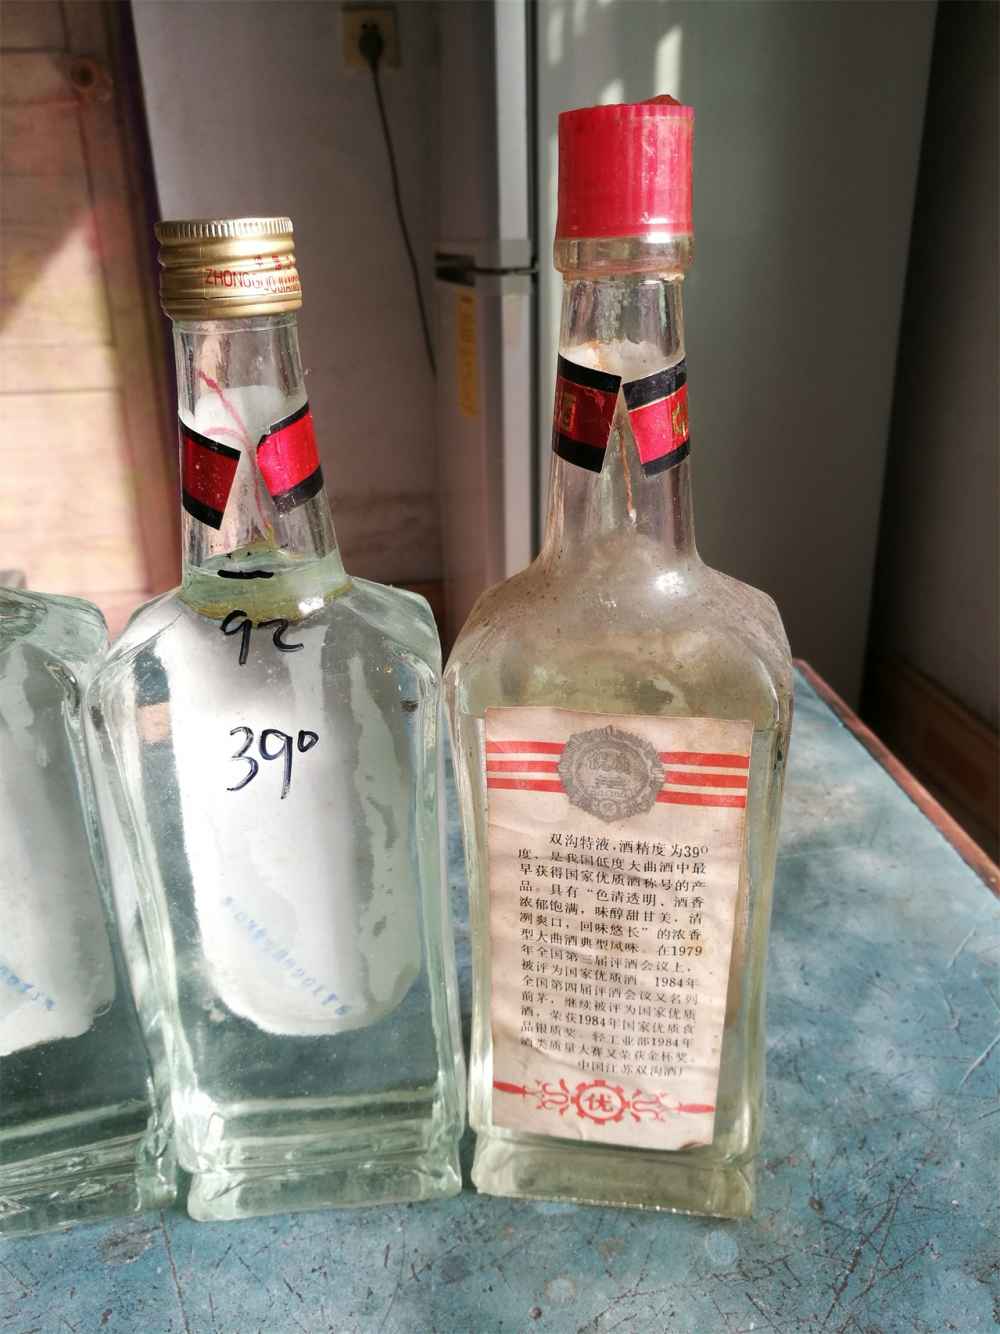 ZHONGGUOJIANG
92
39°
双沟特液，酒精度为39°
度、是我国低度大曲酒中最
早获得国家优质酒称号的产
品。具有“色清透明、酒香
浓郁饱满，味醇甜甘美，清
冽爽口，回味悠长”的浓香
型大曲酒典型风味。在1979
年全国第三届评酒会议上，
被评为国家优质酒。1984年
全国第四届评酒会议又名列
前茅，继续被评为国家优质
酒，荣获1984年国家优质食
品银质奖。轻工业部1984年
酒类质量大赛又荣获金杯奖。
中国江苏双沟酒厂
优